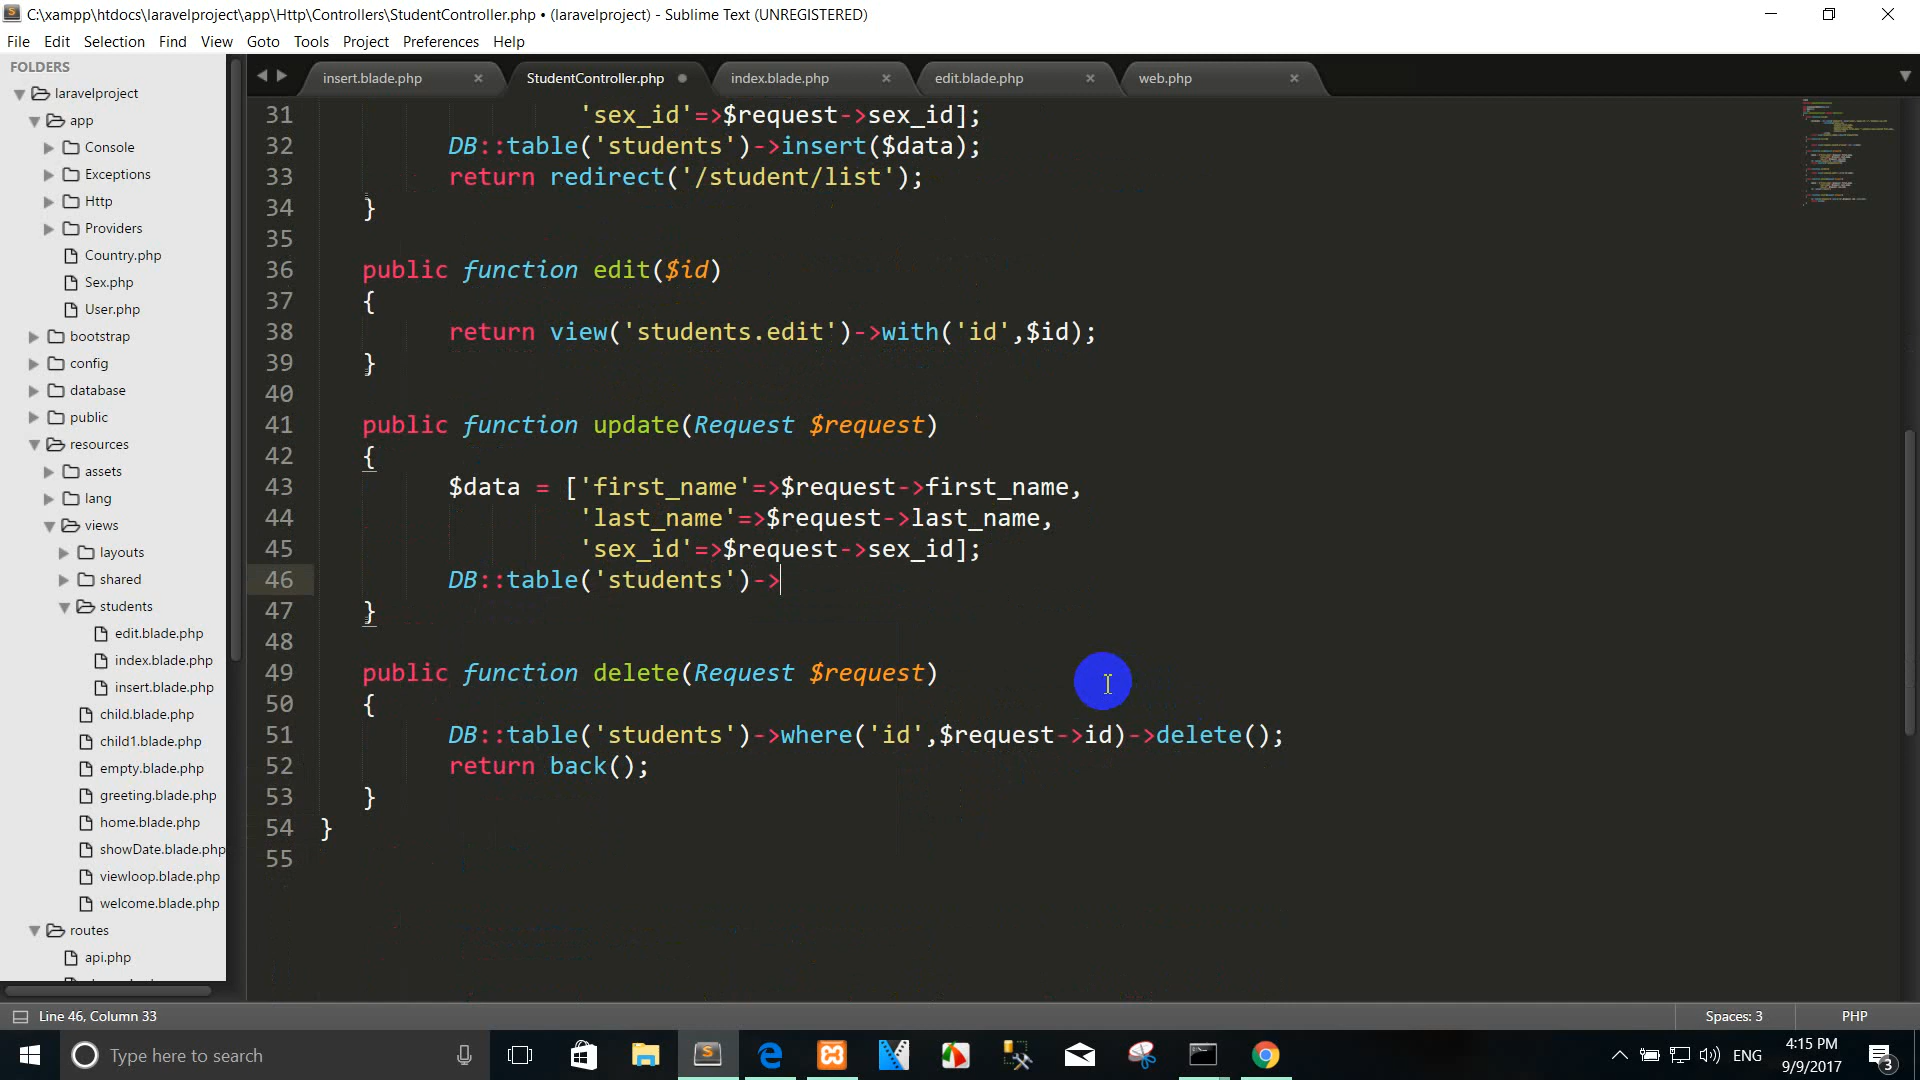 C:\xampp\htdocs\laravelproject\app\Http\Controllers\StudentController.php • (laravelproject) - Sublime Text (UNREGISTERED)
File Edit Selection Find View Goto Tools Project Preferences Help
FOLDERS
laravelproject
app
Console
Exceptions
Http
Providers
Country.php
Sex.php
User.php
bootstrap
config
database
public
resources
assets
lang
views
layouts
shared
students
edit.blade.php
index.blade.php
insert.blade.php
child.blade.php
child1.blade.php
empty.blade.php
greeting.blade.php
home.blade.php
showDate.blade.php
viewloop.blade.php
welcome.blade.php
routes
api.php
insert.blade.php StudentController.php index.blade.php edit.blade.php web.php
31 'sex_id'=>$request->sex_id];
32 DB::table('students')->insert($data);
33 return redirect('/student/list');
34 }
35
36 public function edit($id)
37 {
38 return view('students.edit')->with('id',$id);
39 }
40
41 public function update(Request $request)
42 {
43 $data = ['first_name'=>$request->first_name,
44 'last_name'=>$request->last_name,
45 'sex_id'=>$request->sex_id];
46 DB::table('students')->
47 }
48
49 public function delete(Request $request)
50 {
51 DB::table('students')->where('id',$request->id)->delete();
52 return back();
53 }
54 }
55
Line 46, Column 33 Spaces: 3 PHP
Type here to search ENG 4:15 PM
9/9/2017 3